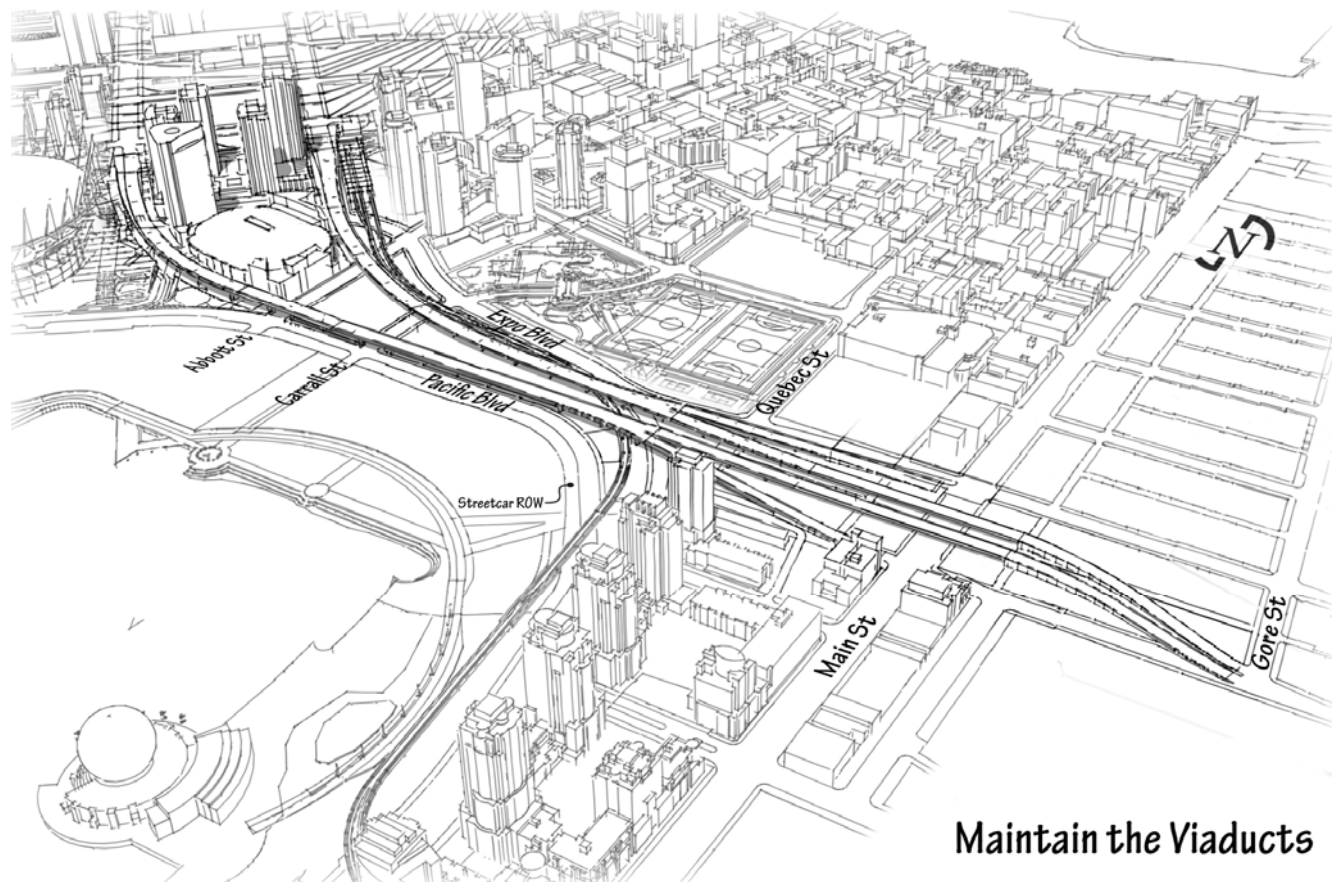 Expo Blvd
Abbott St
Carrall St
Pacific Blvd
Quebec St
Streetcar ROW
Main St
Gore St
N
Maintain the Viaducts